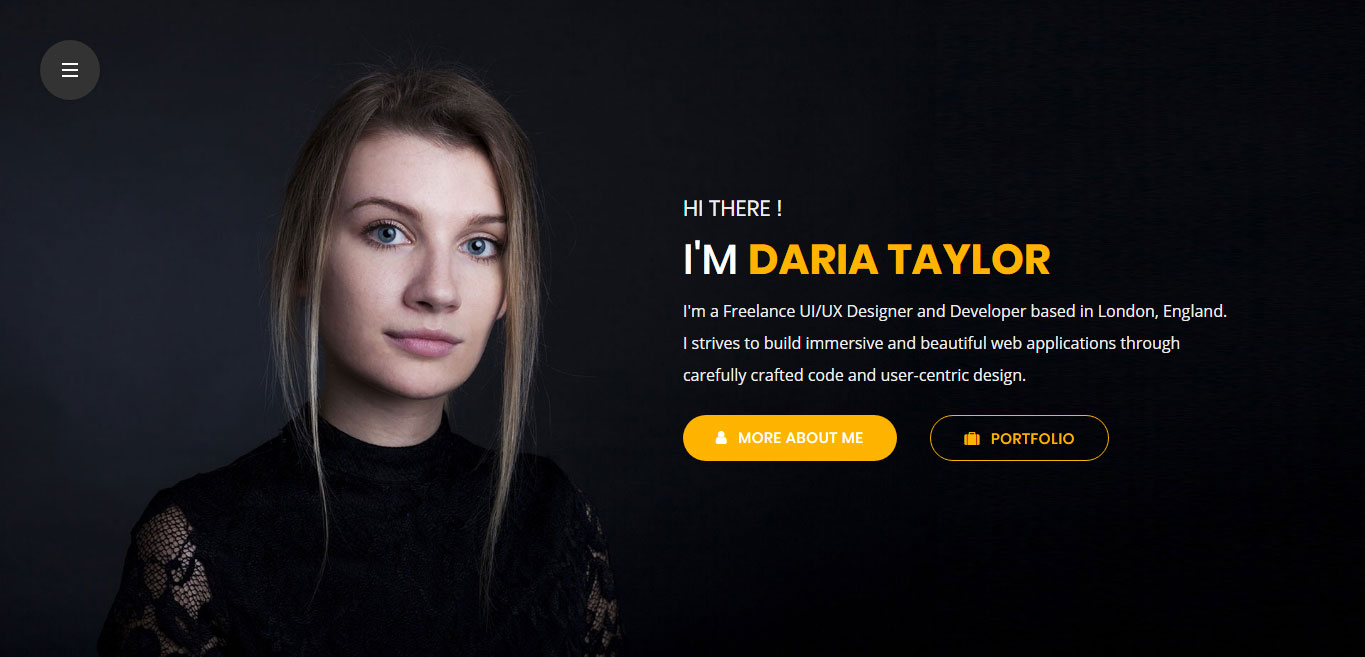 HI THERE !
I'M DARIA TAYLOR
I'm a Freelance UI/UX Designer and Developer based in London, England.
I strives to build immersive and beautiful web applications through
carefully crafted code and user-centric design.
MORE ABOUT ME
PORTFOLIO